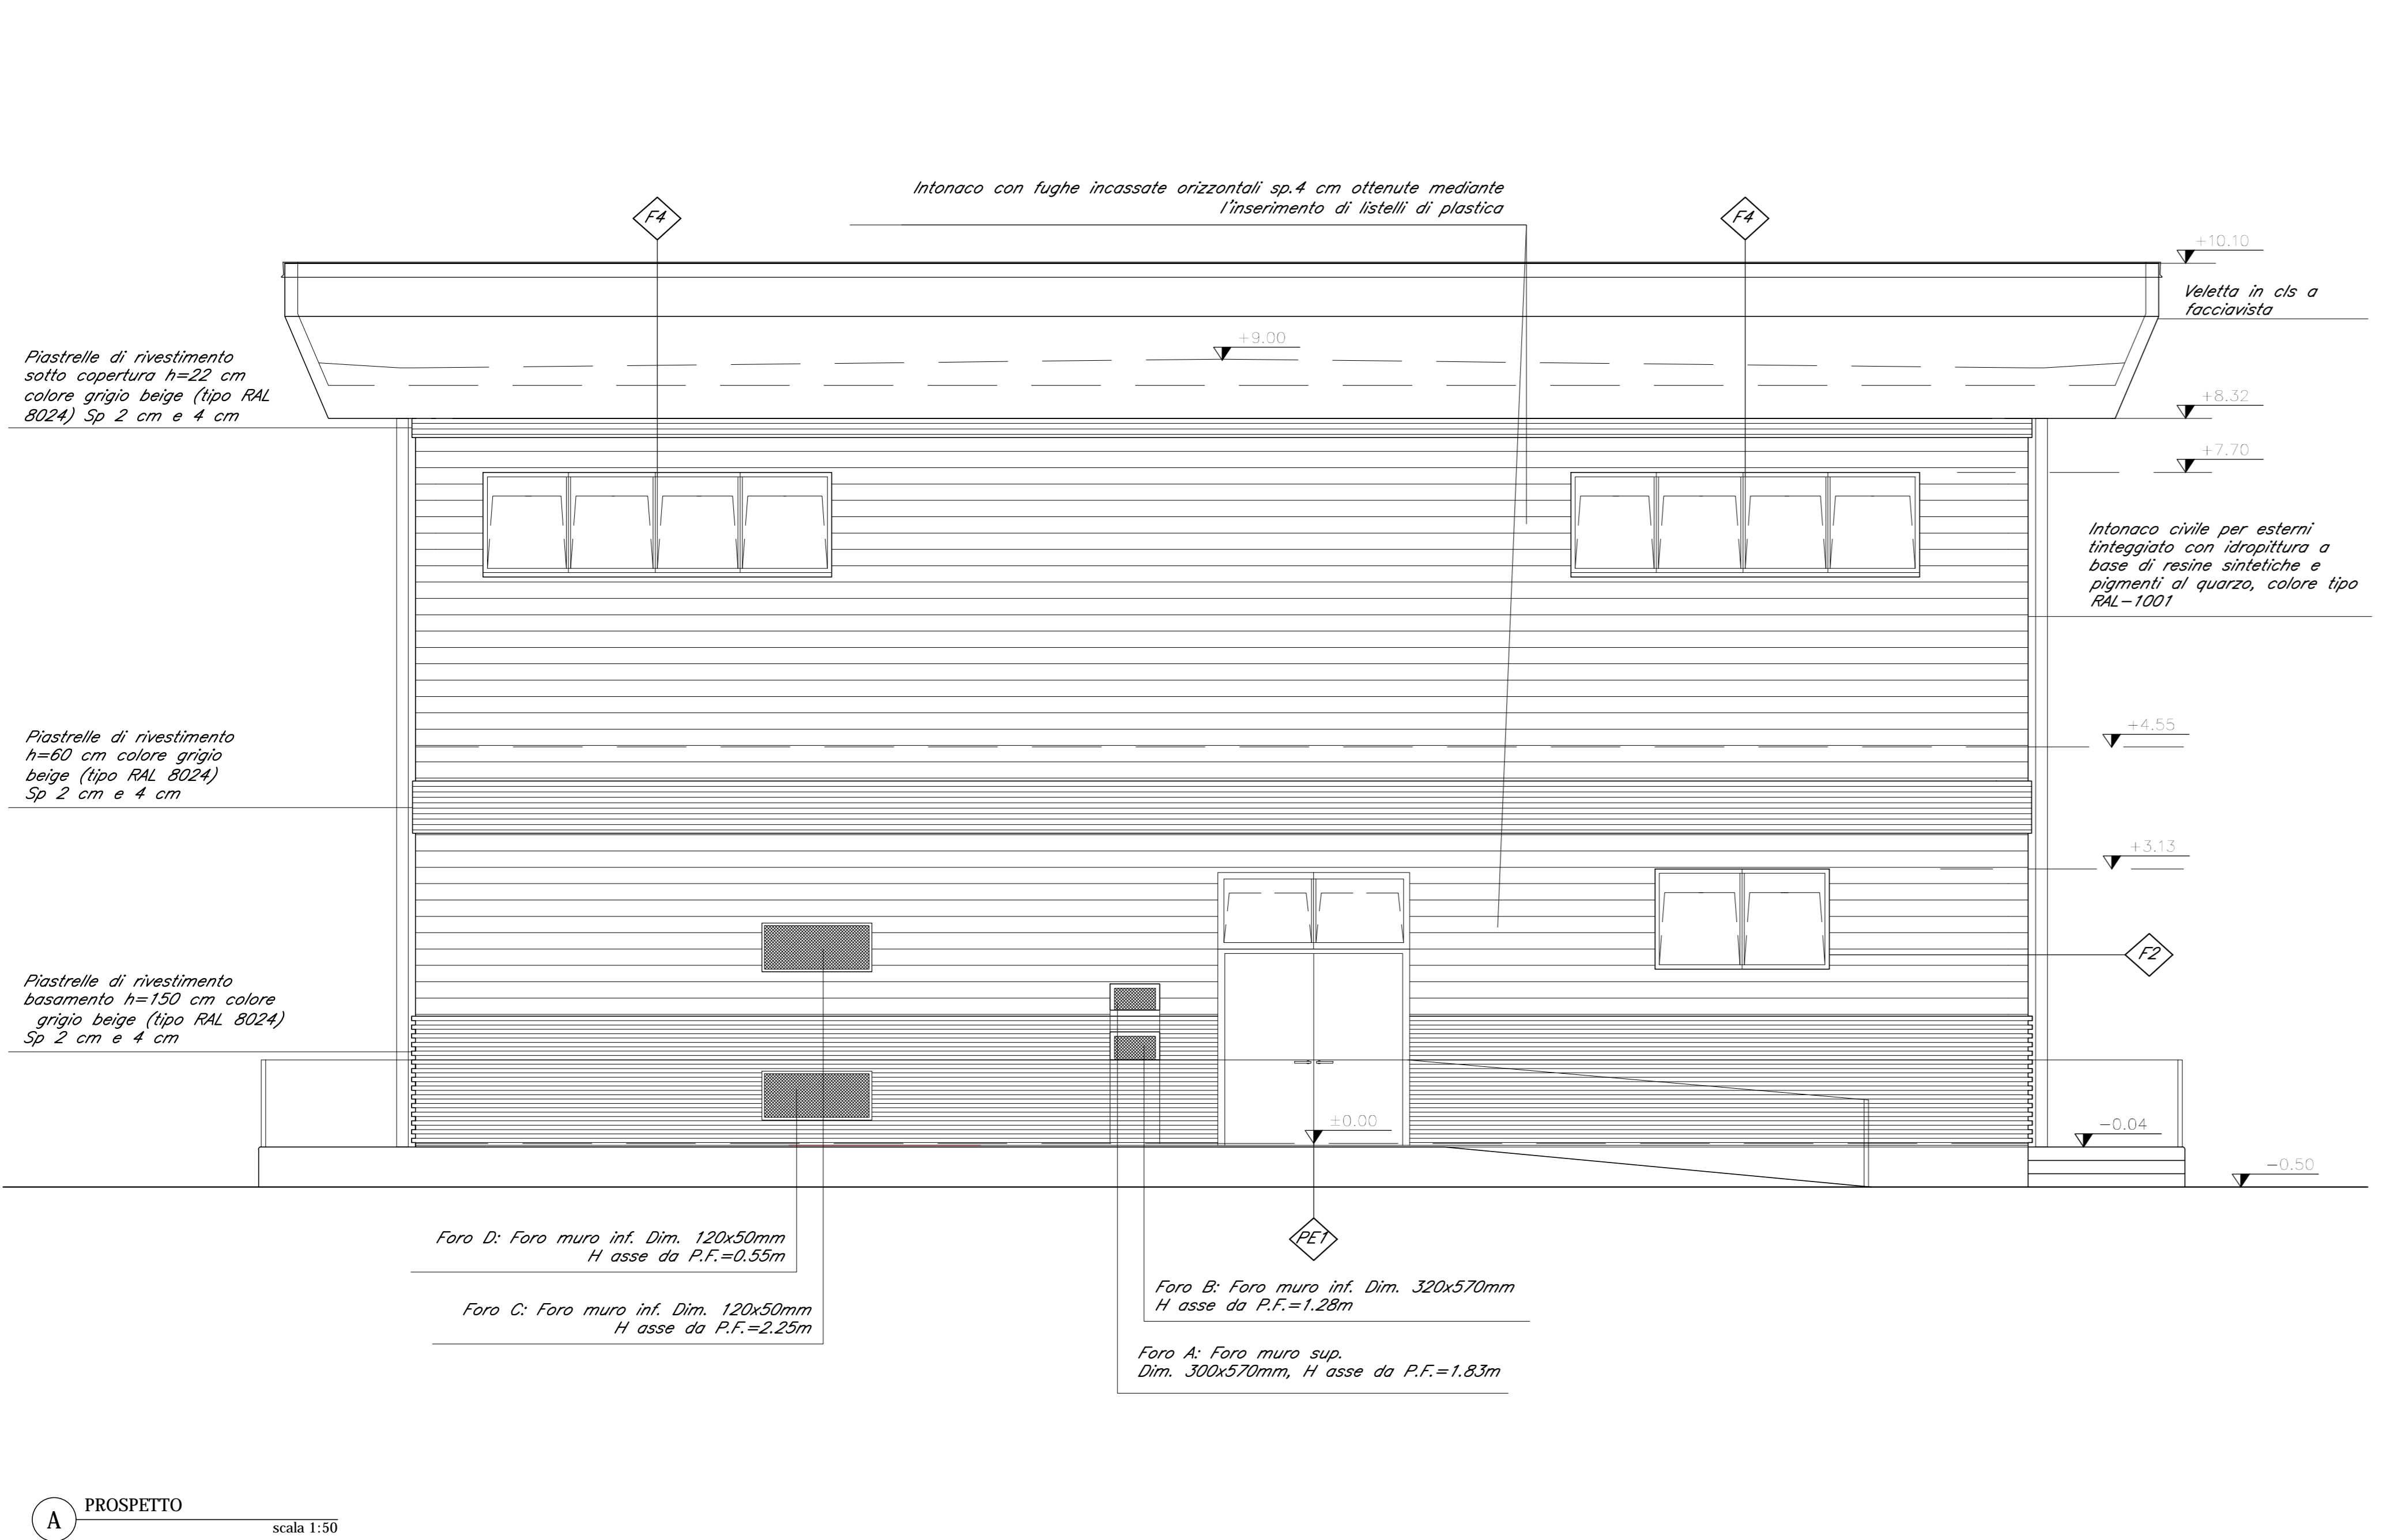 Intonaco con fughe incassate orizzontali sp.4 cm ottenute mediante
l'inserimento di listelli di plastica
F4
F4
+10.10
Veletta in cls a
facciavista
+9.00
Piastrelle di rivestimento
sotto copertura h=22 cm
colore grigio beige (tipo RAL
8024) Sp 2 cm e 4 cm
+8.32
+7.70
Intonaco civile per esterni
tinteggiato con idropittura a
base di resine sintetiche e
pigmenti al quarzo, colore tipo
RAL-1001
+4.55
Piastrelle di rivestimento
h=60 cm colore grigio
beige (tipo RAL 8024)
Sp 2 cm e 4 cm
+3.13
F2
Piastrelle di rivestimento
basamento h=150 cm colore
grigio beige (tipo RAL 8024)
Sp 2 cm e 4 cm
±0.00
-0.04
-0.50
Foro D: Foro muro inf. Dim. 120x50mm
H asse da P.F.=0.55m
PE1
Foro C: Foro muro inf. Dim. 120x50mm
H asse da P.F.=2.25m
Foro B: Foro muro inf. Dim. 320x570mm
H asse da P.F.=1.28m
Foro A: Foro muro sup.
Dim. 300x570mm, H asse da P.F.=1.83m
A
PROSPETTO
scala 1:50